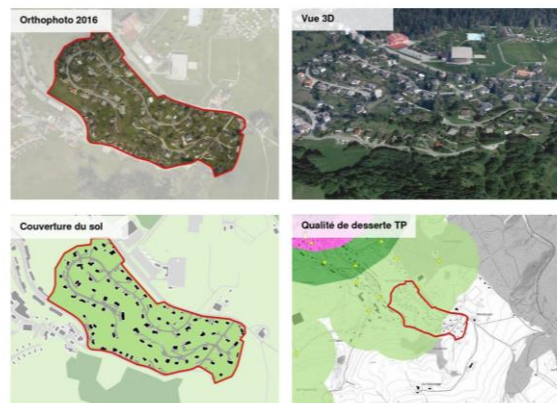 Orthophoto 2016
Vue 3D
Couverture du sol
Qualité de desserte TP